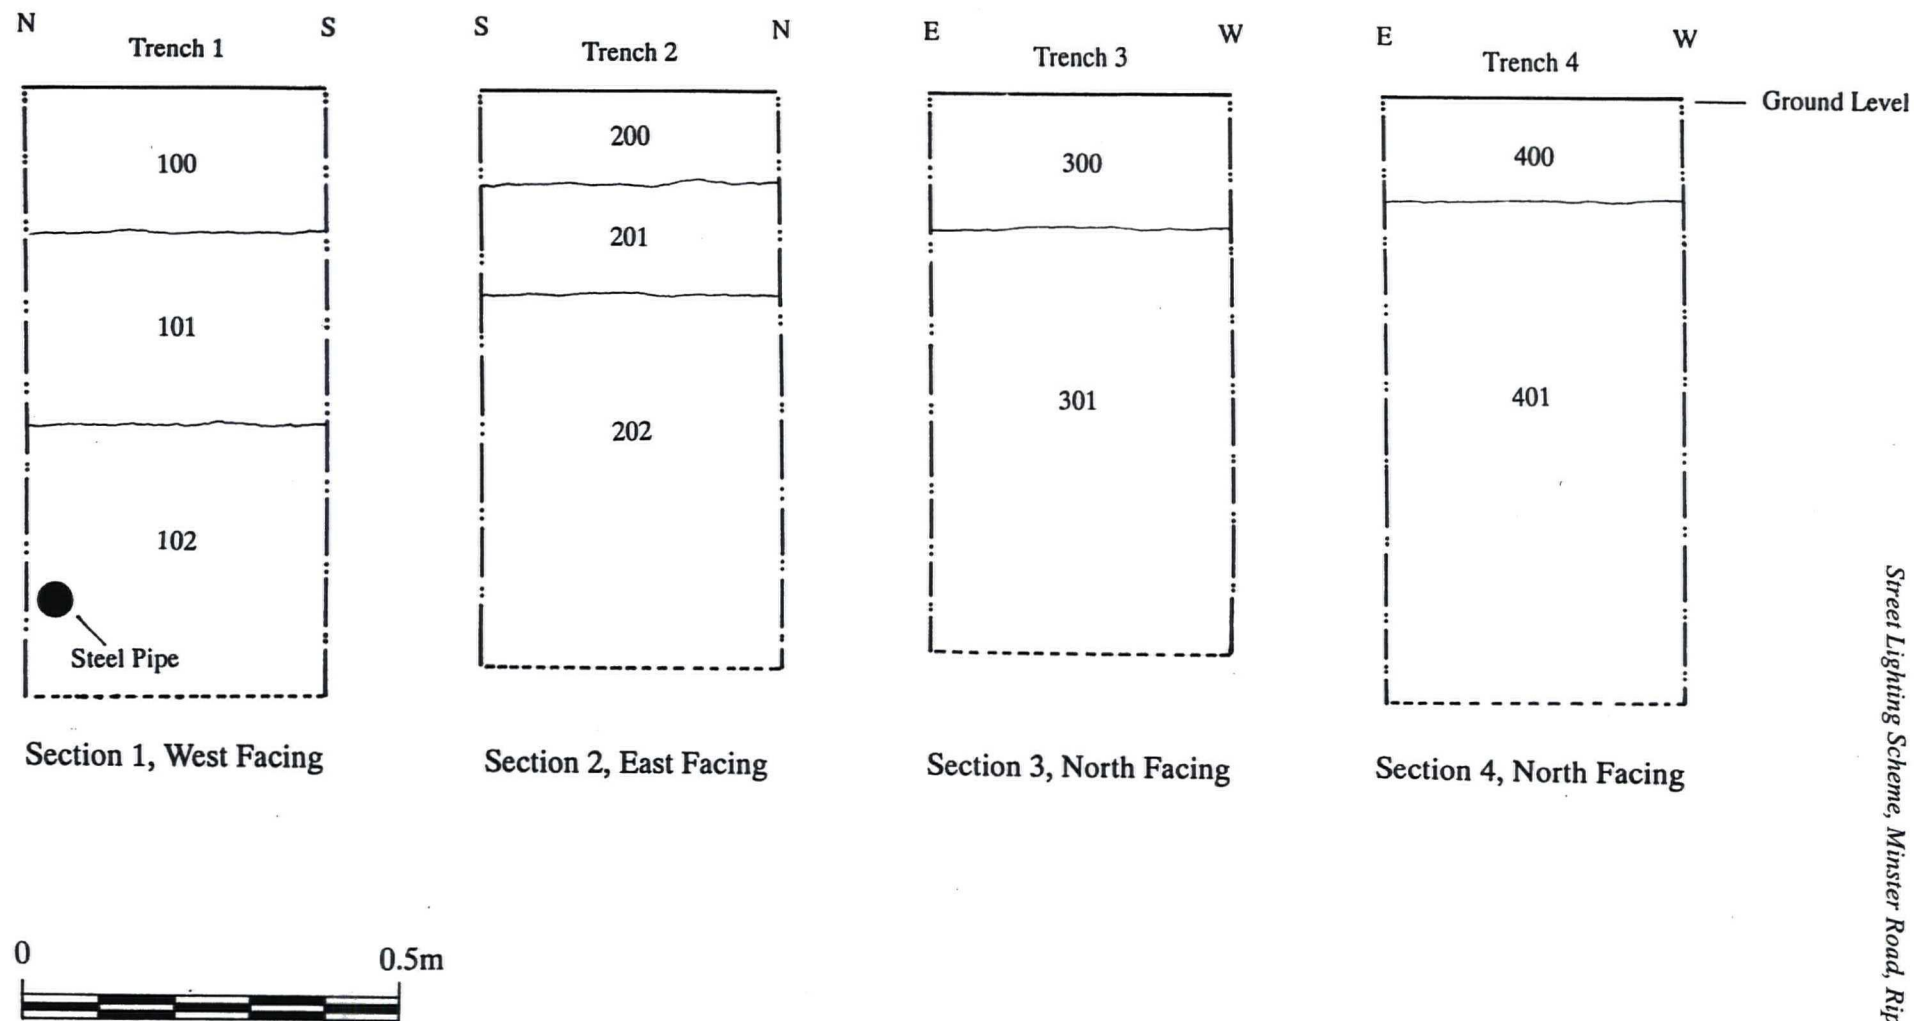 N S
Trench 1
100
101
102
Steel Pipe
Section 1, West Facing
S N
Trench 2
200
201
202
Section 2, East Facing
E W
Trench 3
300
301
Section 3, North Facing
E W
Trench 4
Ground Level
400
401
Section 4, North Facing
0 0.5m
Street Lighting Scheme, Minster Road,